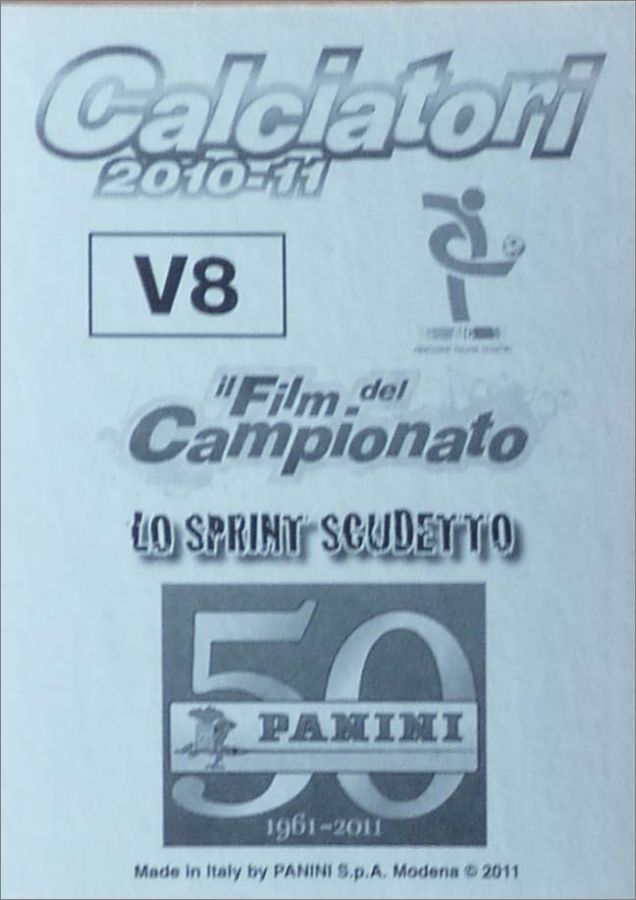 Calciatori
2010-11
V8
il Film del
Campionato
LO SPRINT SCUDETTO
50
PANINI
1961-2011
Made in Italy by PANINI S.p.A. Modena © 2011